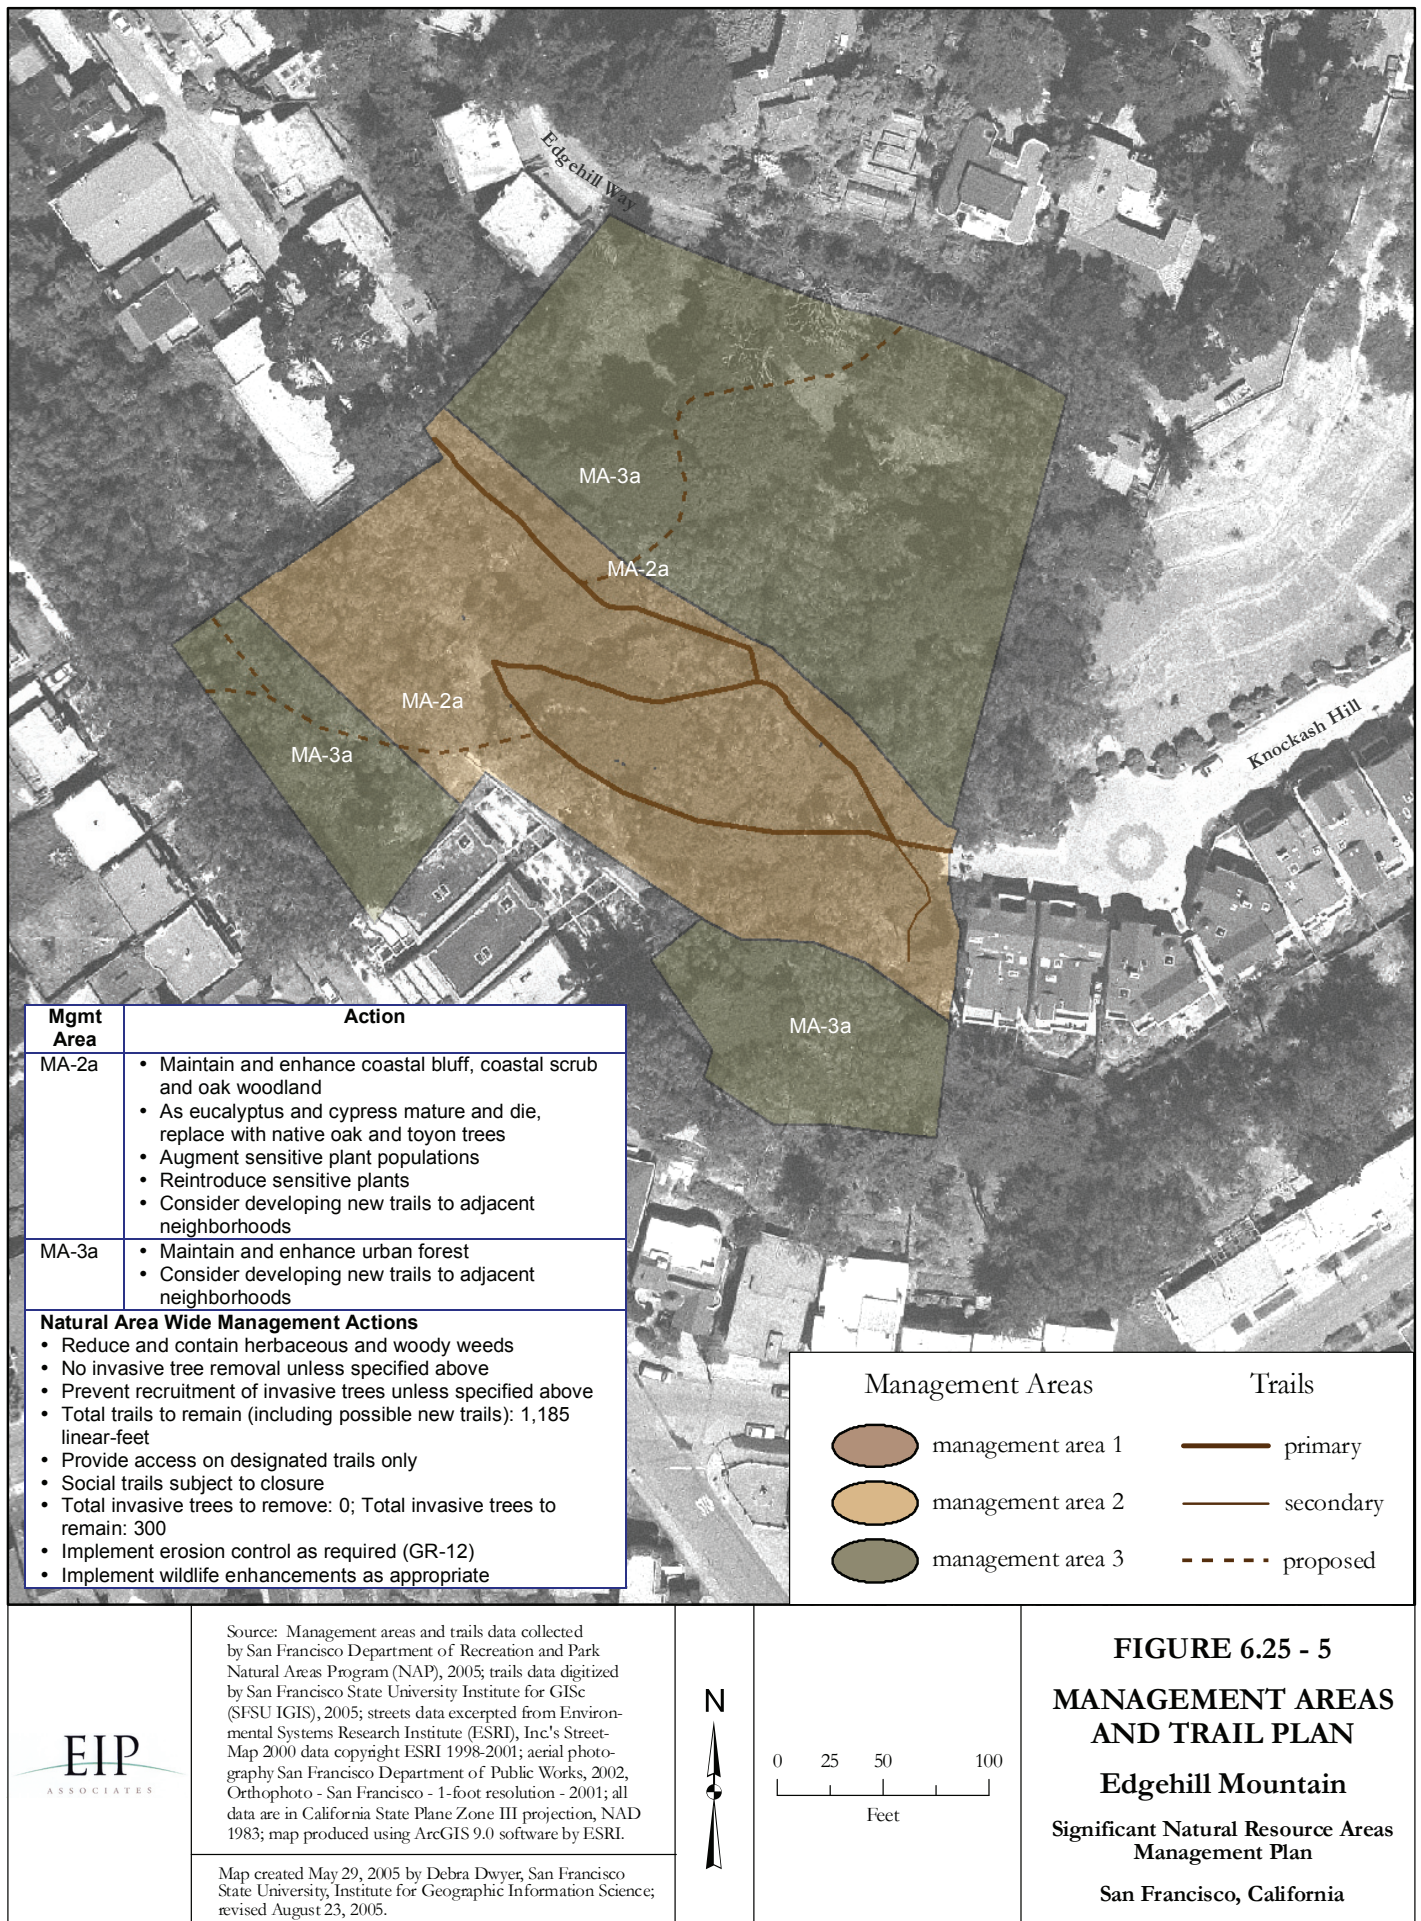 Edgehill Way
MA-3a
MA-2a
MA-2a
MA-3a
Knockash Hill
MA-3a
Mgmt
Area
Action
MA-2a
• Maintain and enhance coastal bluff, coastal scrub
and oak woodland
• As eucalyptus and cypress mature and die,
replace with native oak and toyon trees
• Augment sensitive plant populations
• Reintroduce sensitive plants
• Consider developing new trails to adjacent
neighborhoods
MA-3a
• Maintain and enhance urban forest
• Consider developing new trails to adjacent
neighborhoods
Natural Area Wide Management Actions
• Reduce and contain herbaceous and woody weeds
• No invasive tree removal unless specified above
• Prevent recruitment of invasive trees unless specified above
• Total trails to remain (including possible new trails): 1,185
linear-feet
• Provide access on designated trails only
• Social trails subject to closure
• Total invasive trees to remove: 0; Total invasive trees to
remain: 300
• Implement erosion control as required (GR-12)
• Implement wildlife enhancements as appropriate
Management Areas
management area 1
management area 2
management area 3
Trails
primary
secondary
proposed
EIP
ASSOCIATES
Source: Management areas and trails data collected
by San Francisco Department of Recreation and Park
Natural Areas Program (NAP), 2005; trails data digitized
by San Francisco State University Institute for GISc
(SFSU IGIS), 2005; streets data excerpted from Environ-
mental Systems Research Institute (ESRI), Inc.'s Street-
Map 2000 data copyright ESRI 1998-2001; aerial photo-
graphy San Francisco Department of Public Works, 2002,
Orthophoto - San Francisco - 1-foot resolution - 2001; all
data are in California State Plane Zone III projection, NAD
1983; map produced using ArcGIS 9.0 software by ESRI.
Map created May 29, 2005 by Debra Dwyer, San Francisco
State University, Institute for Geographic Information Science;
revised August 23, 2005.
N
0 25 50 100
Feet
FIGURE 6.25 - 5
MANAGEMENT AREAS
AND TRAIL PLAN
Edgehill Mountain
Significant Natural Resource Areas
Management Plan
San Francisco, California